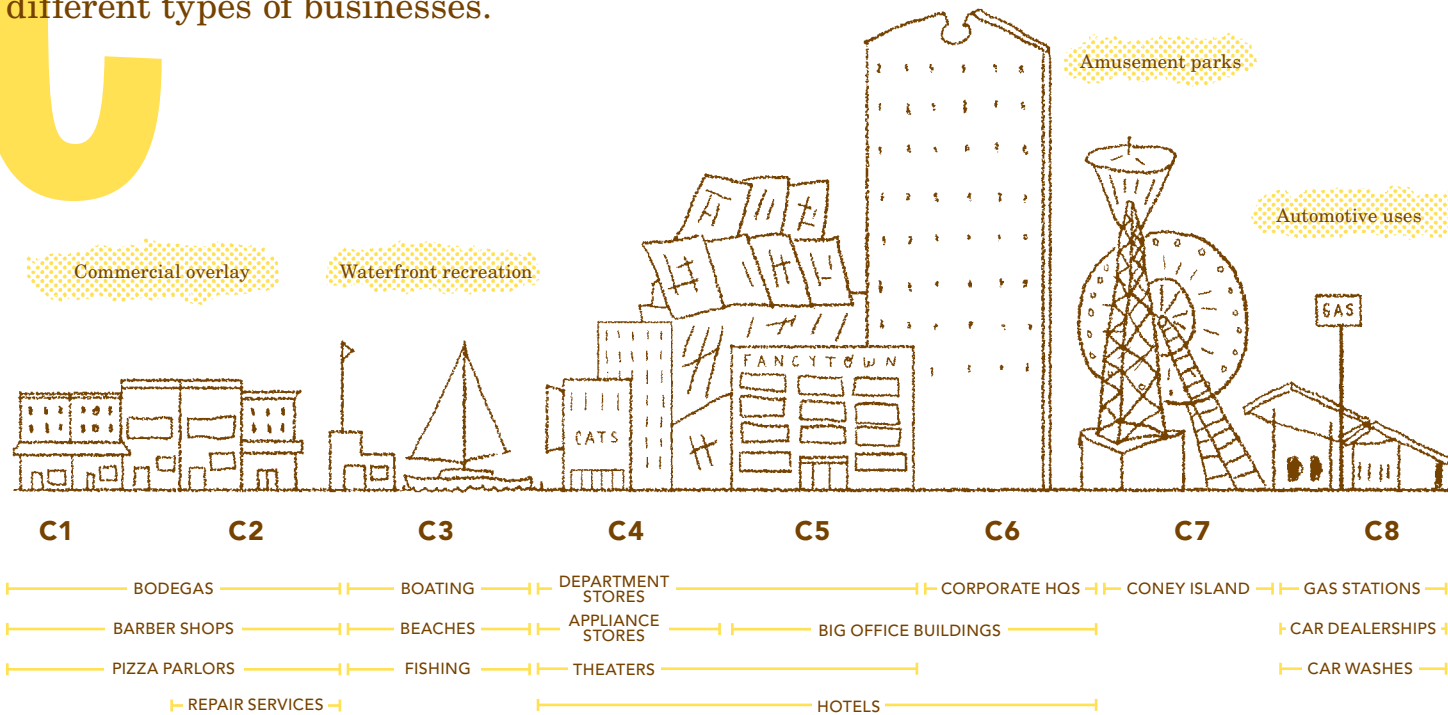 different types of businesses.
C
Amusement parks
Automotive uses
Commercial overlay
Waterfront recreation
GAS
FANCYTOWN
CATS
C1 C2 C3 C4 C5 C6 C7 C8
BODEGAS BOATING DEPARTMENT STORES CORPORATE HQS CONEY ISLAND GAS STATIONS
BARBER SHOPS BEACHES APPLIANCE STORES BIG OFFICE BUILDINGS CAR DEALERSHIPS
PIZZA PARLORS FISHING THEATERS CAR WASHES
REPAIR SERVICES HOTELS